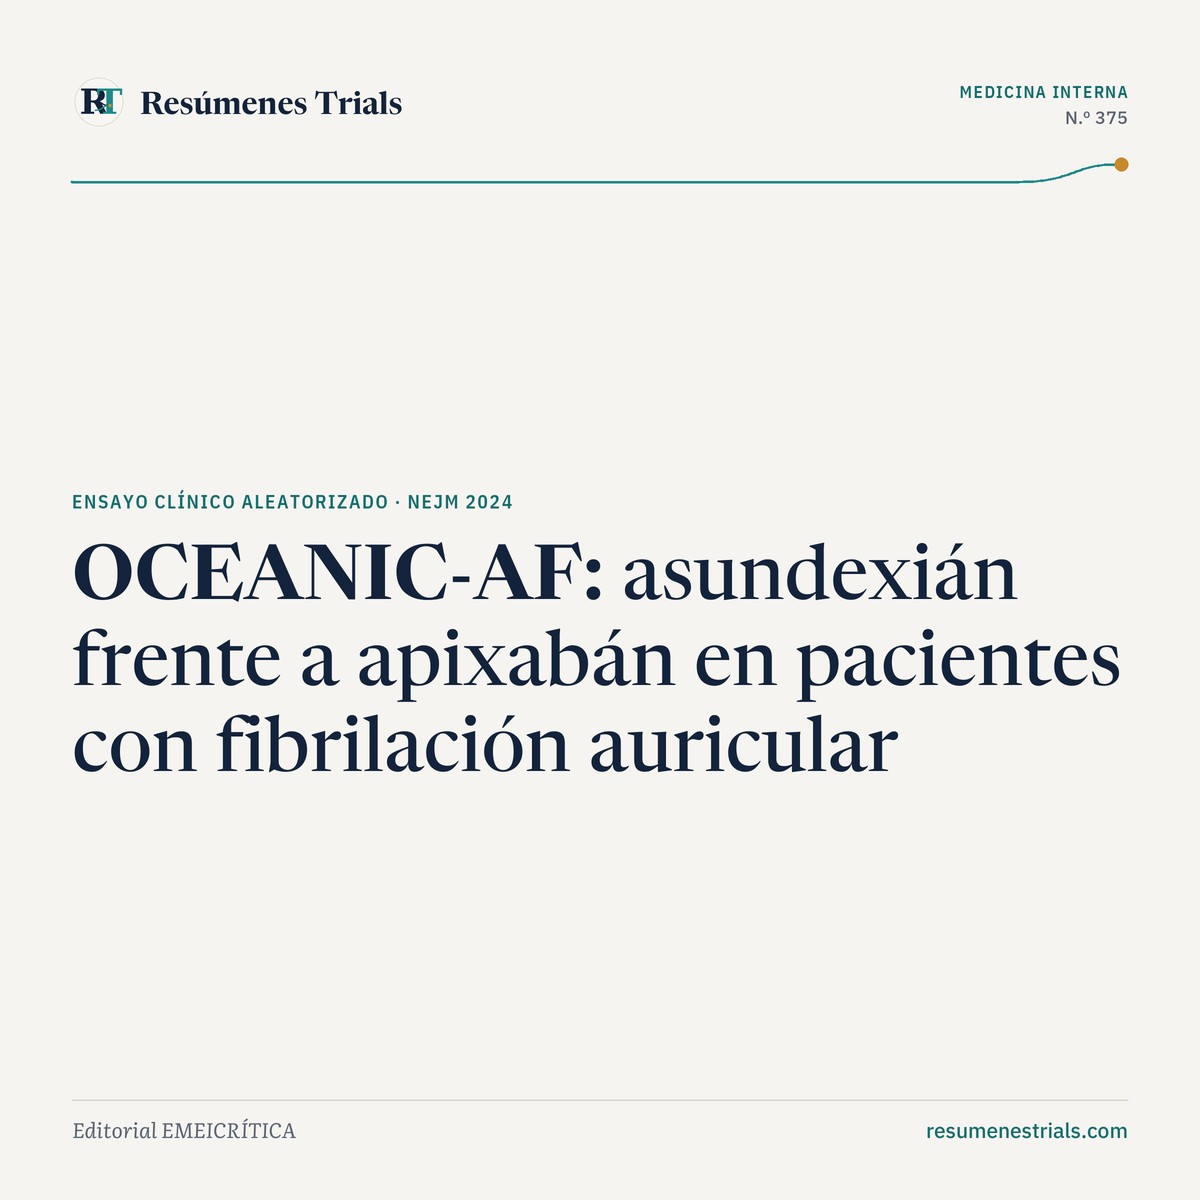 RT Resúmenes Trials
MEDICINA INTERNA
N.º 375
ENSAYO CLÍNICO ALEATORIZADO · NEJM 2024
OCEANIC-AF: asundexián
frente a apixabán en pacientes
con fibrilación auricular
Editorial EMEICRÍTICA
resumenestrials.com